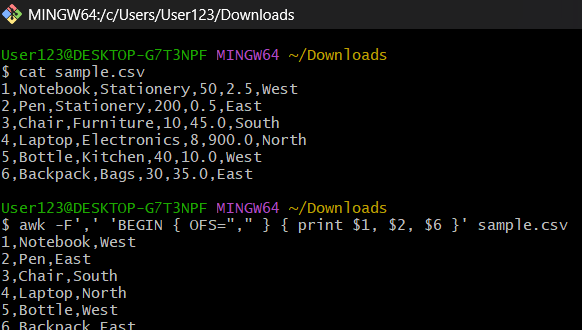 MINGW64:/c/Users/User123/Downloads
User123@DESKTOP-G7T3NPF MINGW64 ~/Downloads
$ cat sample.csv
1,Notebook,Stationery,50,2.5,West
2,Pen,Stationery,200,0.5,East
3,Chair,Furniture,10,45.0,South
4,Laptop,Electronics,8,900.0,North
5,Bottle,Kitchen,40,10.0,West
6,Backpack,Bags,30,35.0,East
User123@DESKTOP-G7T3NPF MINGW64 ~/Downloads
$ awk -F',' 'BEGIN { OFS="," } { print $1, $2, $6 }' sample.csv
1,Notebook,West
2,Pen,East
3,Chair,South
4,Laptop,North
5,Bottle,West
6,Backpack,East